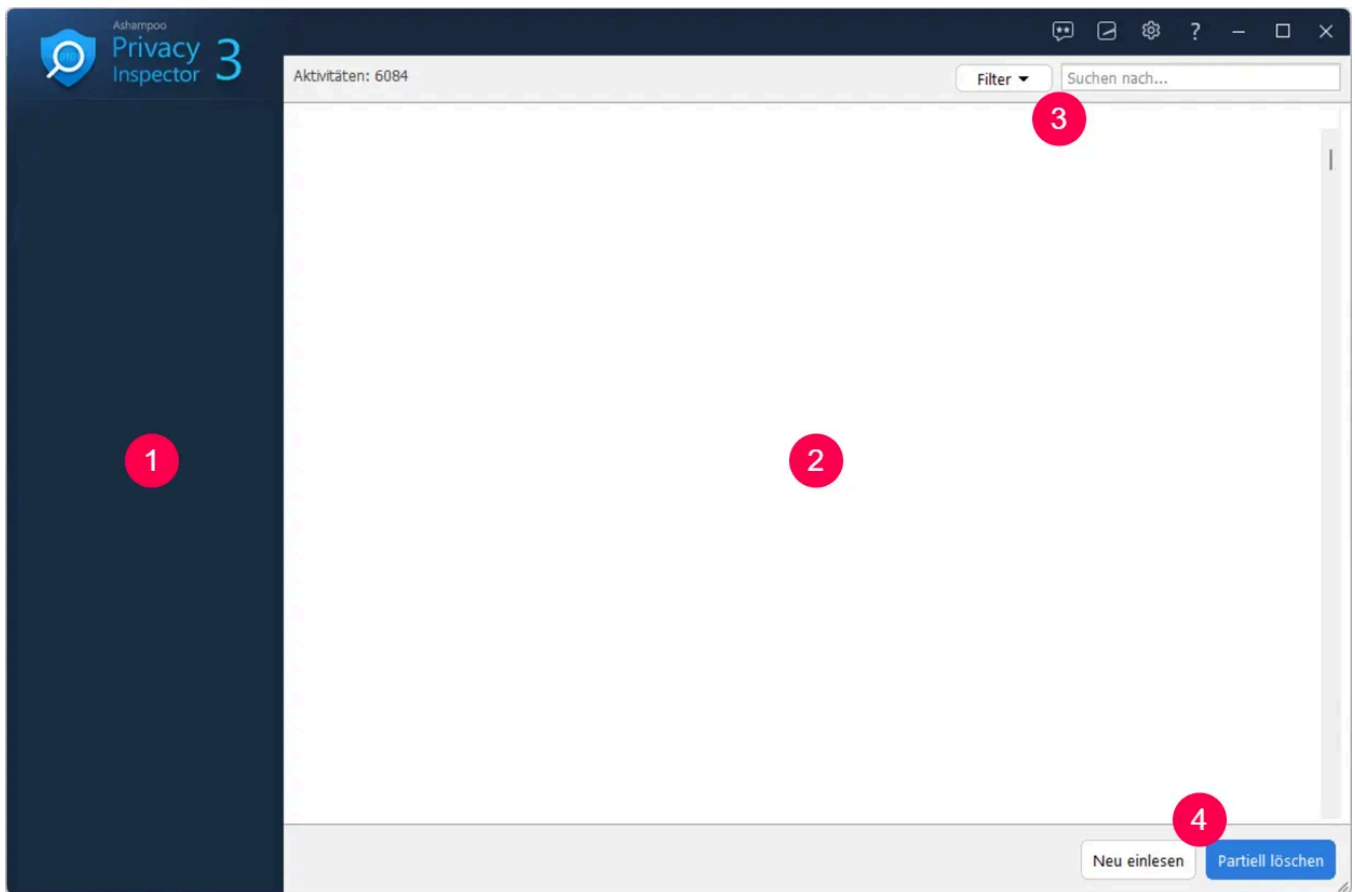 Ashampoo
Privacy
Inspector 3
?
Aktivitäten: 6084
Filter
Suchen nach...
3
1
2
4
Neu einlesen
Partiell löschen